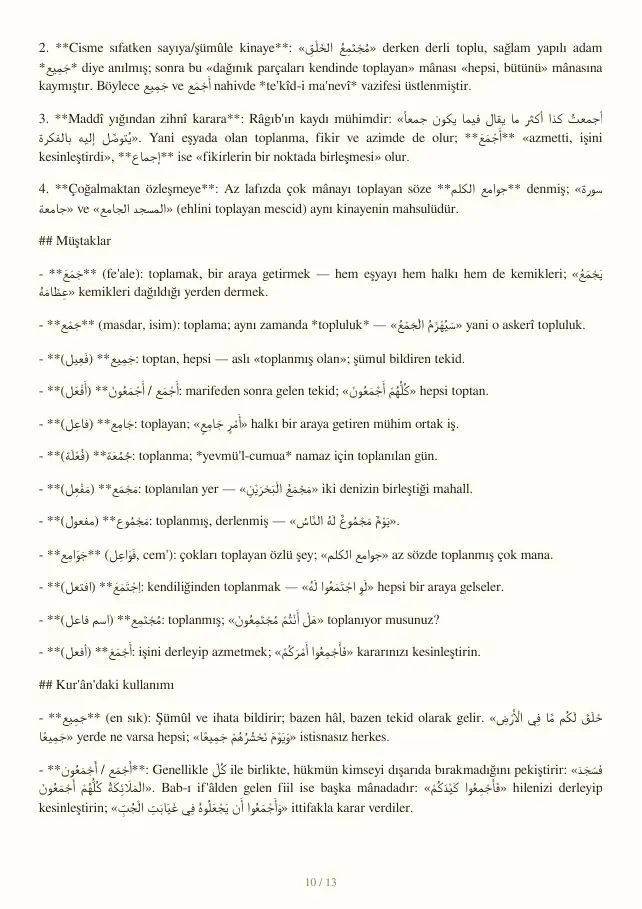 2. **Cisme sıfatken sayıya/şümûle kinaye**: «مُجْتَمِعُ الخَلْقِ» derken derli toplu, sağlam yapılı adam
*جَمِيع* diye anılmış; sonra bu «dağınık parçaları kendinde toplayan» mânası «hepsi, bütünü» mânasına
kaymıştır. Böylece جَمِيع ve أَجْمَع nahivde *te'kîd-i ma'nevî* vazifesi üstlenmiştir.
3. **Maddî yığından zihnî karara**: Râgıb'ın kaydı mühimdir: «أجمعتُ كذا أكثر ما يقال فيما يكون جمعاً
يُتوصّل إليه بالفكرة». Yani eşyada olan toplanma, fikir ve azimde de olur; **أَجْمَعَ** «azmetti, işini
kesinleştirdi», **إجماع** ise «fikirlerin bir noktada birleşmesi» olur.
4. **Çoğalmaktan özleşmeye**: Az lafızda çok mânayı toplayan söze **جوامع الكلم** denmiş; «سورة
جامعة» ve «المسجد الجامع» (ehlini toplayan mescid) aynı kinayenin mahsulüdür.
## Müştaklar
- **جَمَعَ** (fe'ale): toplamak, bir araya getirmek — hem eşyayı hem halkı hem de kemikleri; «يَجْمَعُ
عِظَامَهُ» kemikleri dağıldığı yerden dermek.
- **جَمْع** (masdar, isim): toplama; aynı zamanda *topluluk* — «سَيُهْزَمُ الْجَمْعُ» yani o askerî topluluk.
- **جَمِيع** (فَعِيل): toptan, hepsi — aslı «toplanmış olan»; şümul bildiren tekid.
- **أَجْمَع / أَجْمَعُونَ** (أَفْعَل): marifeden sonra gelen tekid; «كُلُّهُمْ أَجْمَعُونَ» hepsi toptan.
- **جَامِع** (فاعِل): toplayan; «أَمْرٍ جَامِعٍ» halkı bir araya getiren mühim ortak iş.
- **جُمُعَة** (فُعُلَة): toplanma; *yevmü'l-cumua* namaz için toplanılan gün.
- **مَجْمَع** (مَفْعل): toplanılan yer — «مَجْمَعُ الْبَحْرَيْنِ» iki denizin birleştiği mahall.
- **مَجْمُوع** (مفعول): toplanmış, derlenmiş — «يَوْمٌ مَجْمُوعٌ لَهُ النَّاسُ».
- **جَوَامِع** (فَوَاعِل, cem'): çokları toplayan özlü şey; «جوامع الكلم» az sözde toplanmış çok mana.
- **اِجْتَمَعَ** (افتعل): kendiliğinden toplanmak — «لَوِ اجْتَمَعُوا لَهُ» hepsi bir araya gelseler.
- **مُجْتَمِع** (اسم فاعل): toplanmış; «هَلْ أَنْتُمْ مُجْتَمِعُونَ» toplanıyor musunuz?
- **أَجْمَعَ** (أفعل): işini derleyip azmetmek; «فَأَجْمِعُوا أَمْرَكُمْ» kararınızı kesinleştirin.
## Kur'ân'daki kullanımı
- **جَمِيع** (en sık): Şümûl ve ihata bildirir; bazen hâl, bazen tekid olarak gelir. «خَلَقَ لَكُم مَّا فِي الْأَرْضِ
جَمِيعًا» yerde ne varsa hepsi; «وَيَوْمَ نَحْشُرُهُمْ جَمِيعًا» istisnasız herkes.
- **أَجْمَع / أَجْمَعُون**: Genellikle كُلّ ile birlikte, hükmün kimseyi dışarıda bırakmadığını pekiştirir: «فَسَجَدَ
الْمَلَائِكَةُ كُلُّهُمْ أَجْمَعُونَ». Bab-ı if'âlden gelen fiil ise başka mânadadır: «فَأَجْمِعُوا كَيْدَكُمْ» hilenizi derleyip
kesinleştirin; «وَأَجْمَعُوا أَن يَجْعَلُوهُ فِي غَيَابَتِ الْجُبِّ» ittifakla karar verdiler.
10 / 13